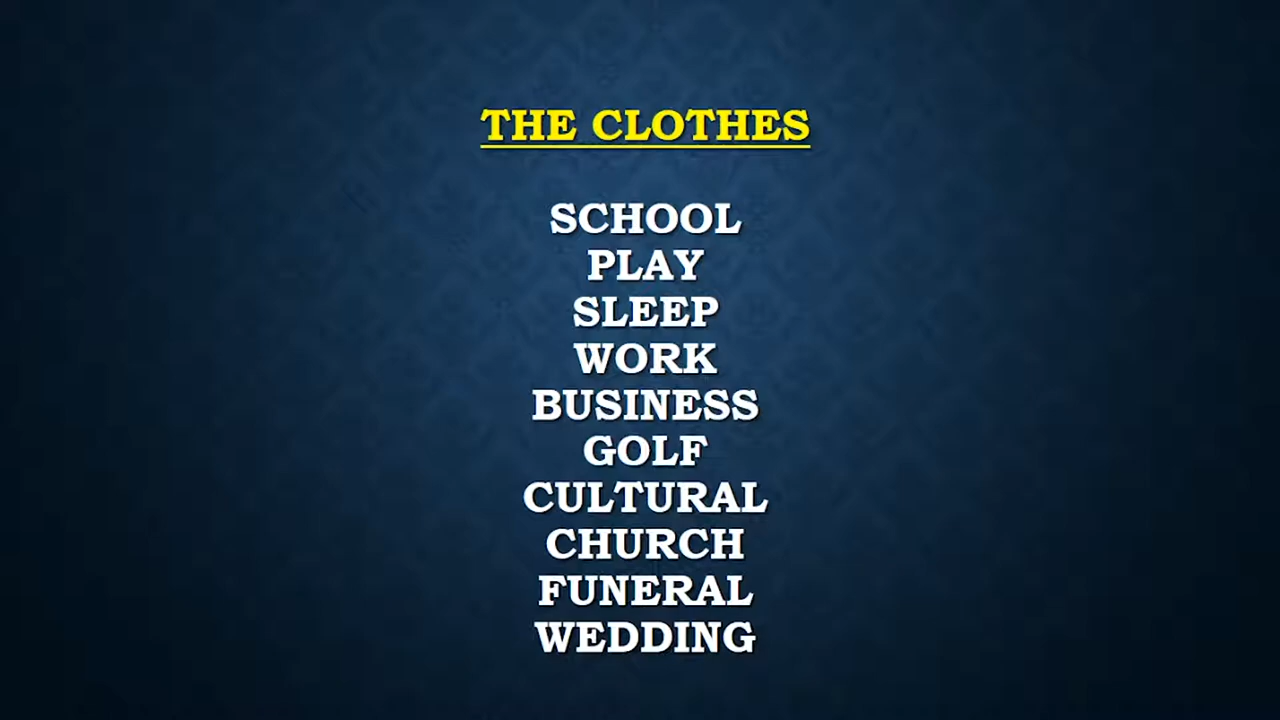 THE CLOTHES
SCHOOL
PLAY
SLEEP
WORK
BUSINESS
GOLF
CULTURAL
CHURCH
FUNERAL
WEDDING